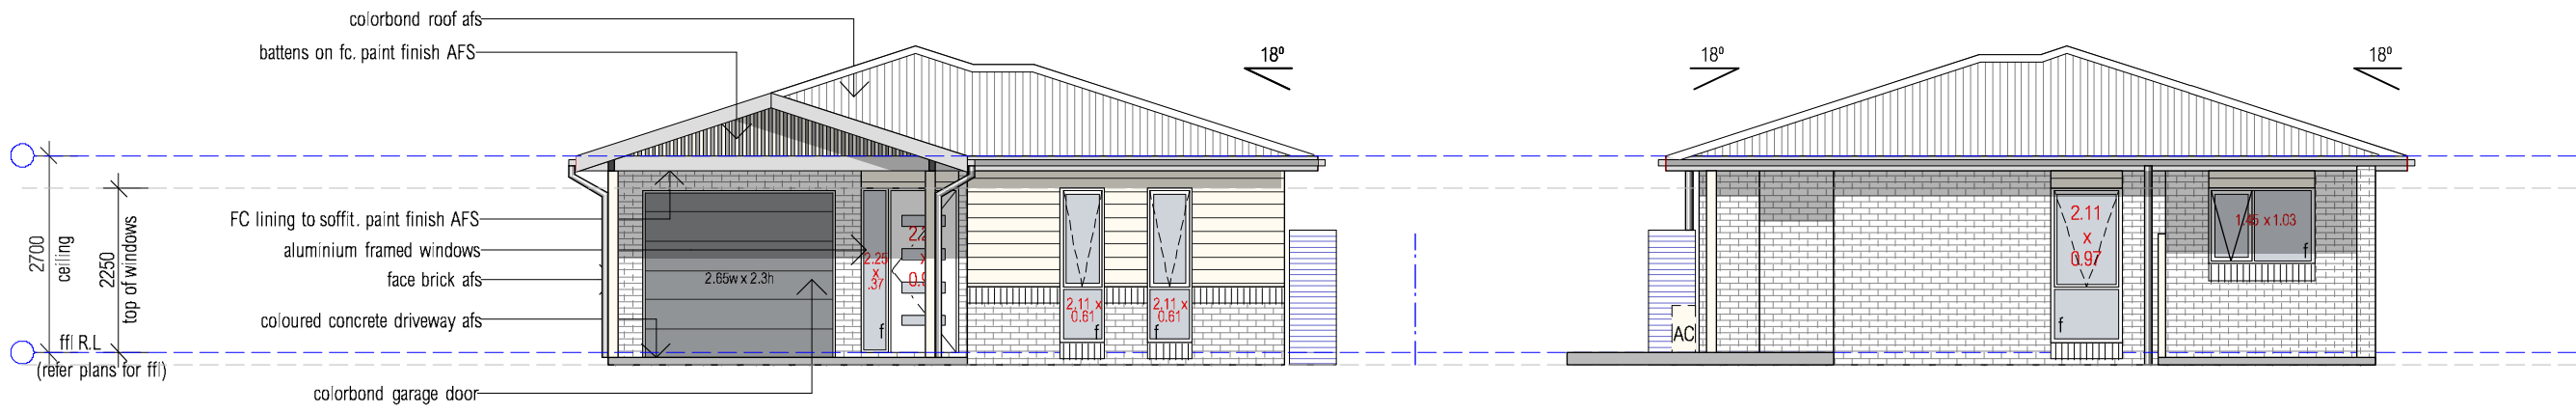 colorbond roof afs
battens on fc. paint finish AFS
18º
18º
18º
FC lining to soffit. paint finish AFS
aluminium framed windows
face brick afs
coloured concrete driveway afs
colorbond garage door
2700
ceiling
2250
top of windows
ffl R.L
(refer plans for ffl)
2.65w x 2.3h
2.25
x
.37
f
x
2.11 x
0.61
f
2.11 x
0.61
f
AC
2.11
x
0.97
f
1.45 x 1.03
f